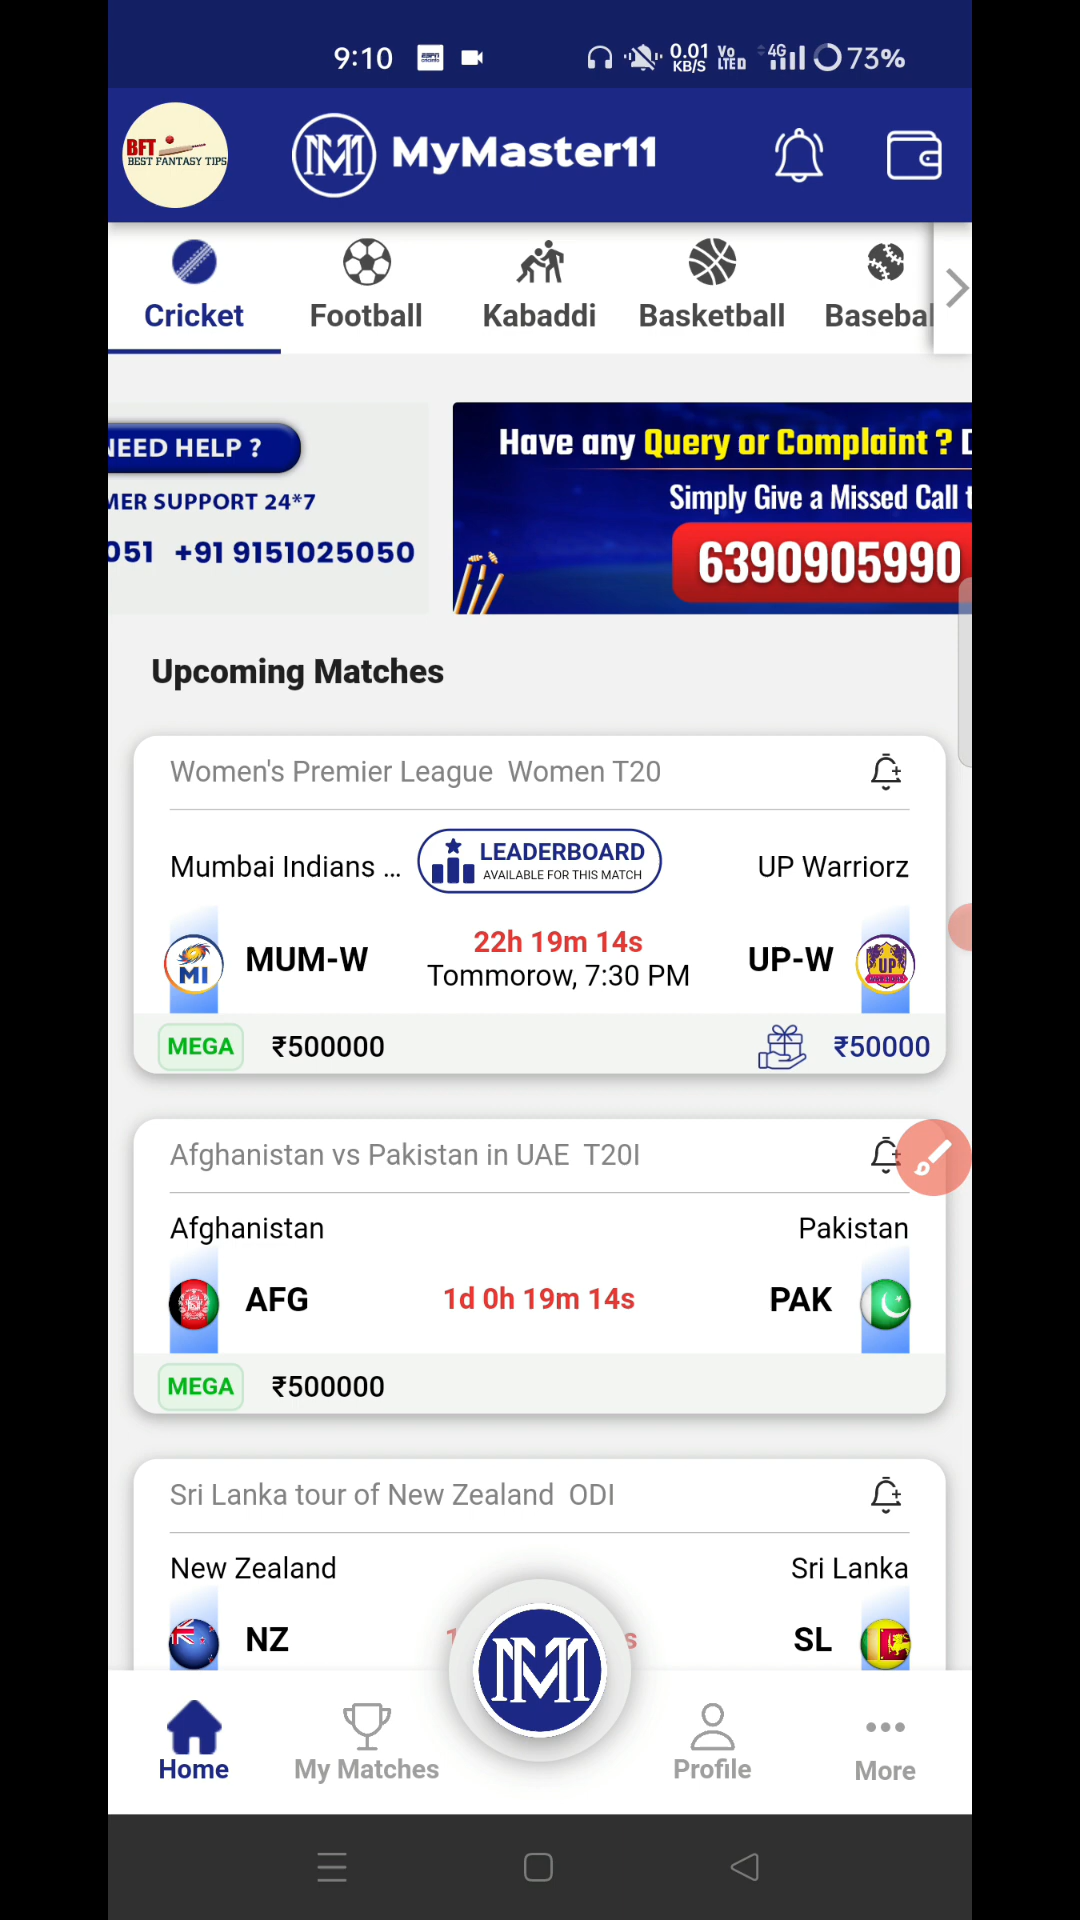 9:10
0.01 KB/S
Vo LTE
4G
73%
BFT
BEST FANTASY TIPS
MyMaster11
Cricket
Football
Kabaddi
Basketball
Basebal
NEED HELP ?
MER SUPPORT 24*7
051 +91 9151025050
Have any Query or Complaint ?
Simply Give a Missed Call
6390905990
Upcoming Matches
Women's Premier League Women T20
Mumbai Indians ...
LEADERBOARD
AVAILABLE FOR THIS MATCH
UP Warriorz
MI
MUM-W
22h 19m 14s
Tommorow, 7:30 PM
UP-W
UP
MEGA
₹500000
₹50000
Afghanistan vs Pakistan in UAE T20I
Afghanistan
Pakistan
AFG
1d 0h 19m 14s
PAK
MEGA
₹500000
Sri Lanka tour of New Zealand ODI
New Zealand
Sri Lanka
NZ
SL
Home
My Matches
Profile
More